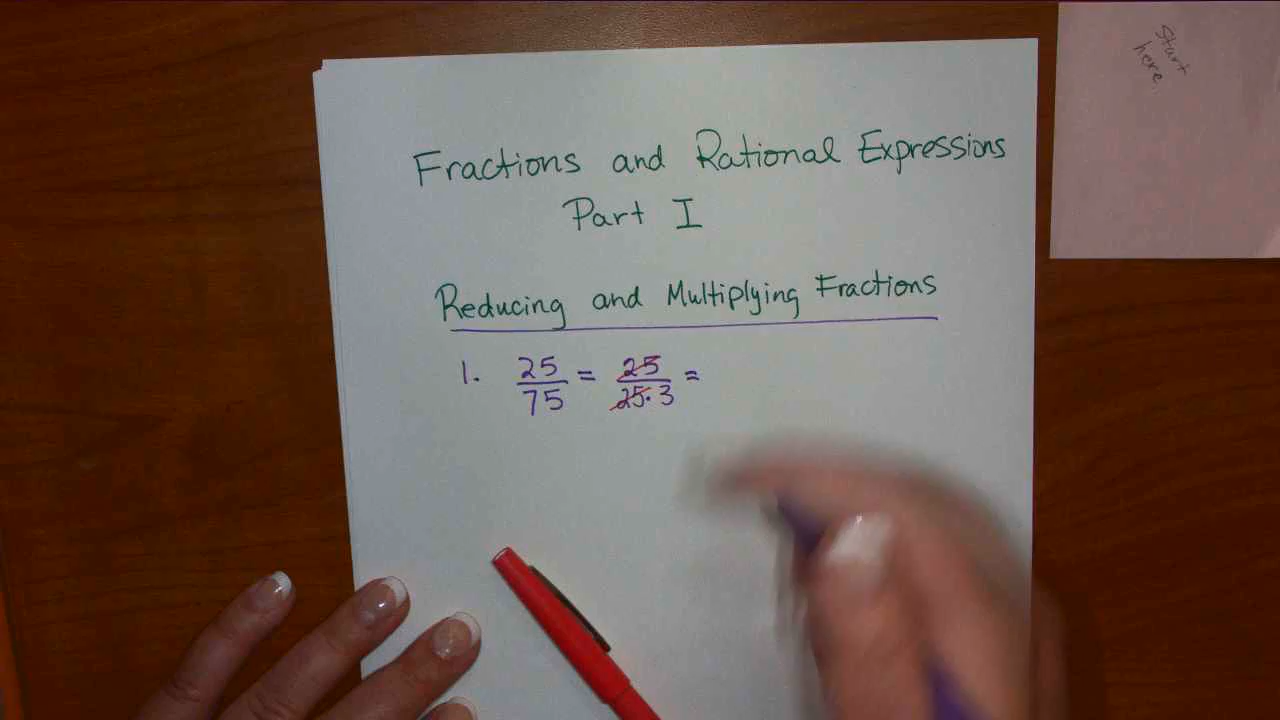 Start
here
Fractions and Rational Expressions
Part I
Reducing and Multiplying Fractions
1. 25/75 = 25/25·3 =